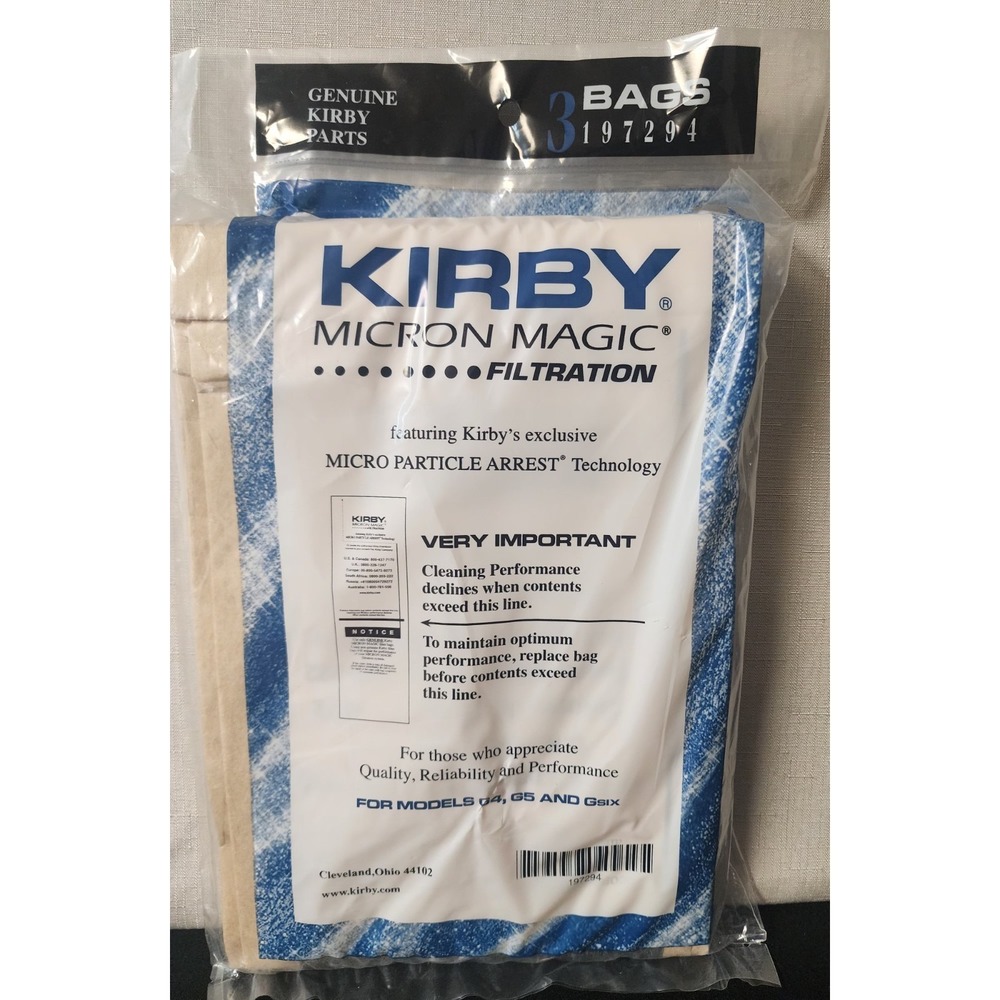 GENUINE
KIRBY
PARTS
3 BAGS
197294
KIRBY®
MICRON MAGIC®
FILTRATION
featuring Kirby's exclusive
MICRO PARTICLE ARREST® Technology
KIRBY
MICRON MAGIC
VERY IMPORTANT
Cleaning Performance
declines when contents
exceed this line.
To maintain optimum
performance, replace bag
before contents exceed
this line.
NOTICE
For those who appreciate
Quality, Reliability and Performance
FOR MODELS G4, G5 AND Gsix
Cleveland,Ohio 44102
www.kirby.com
197294